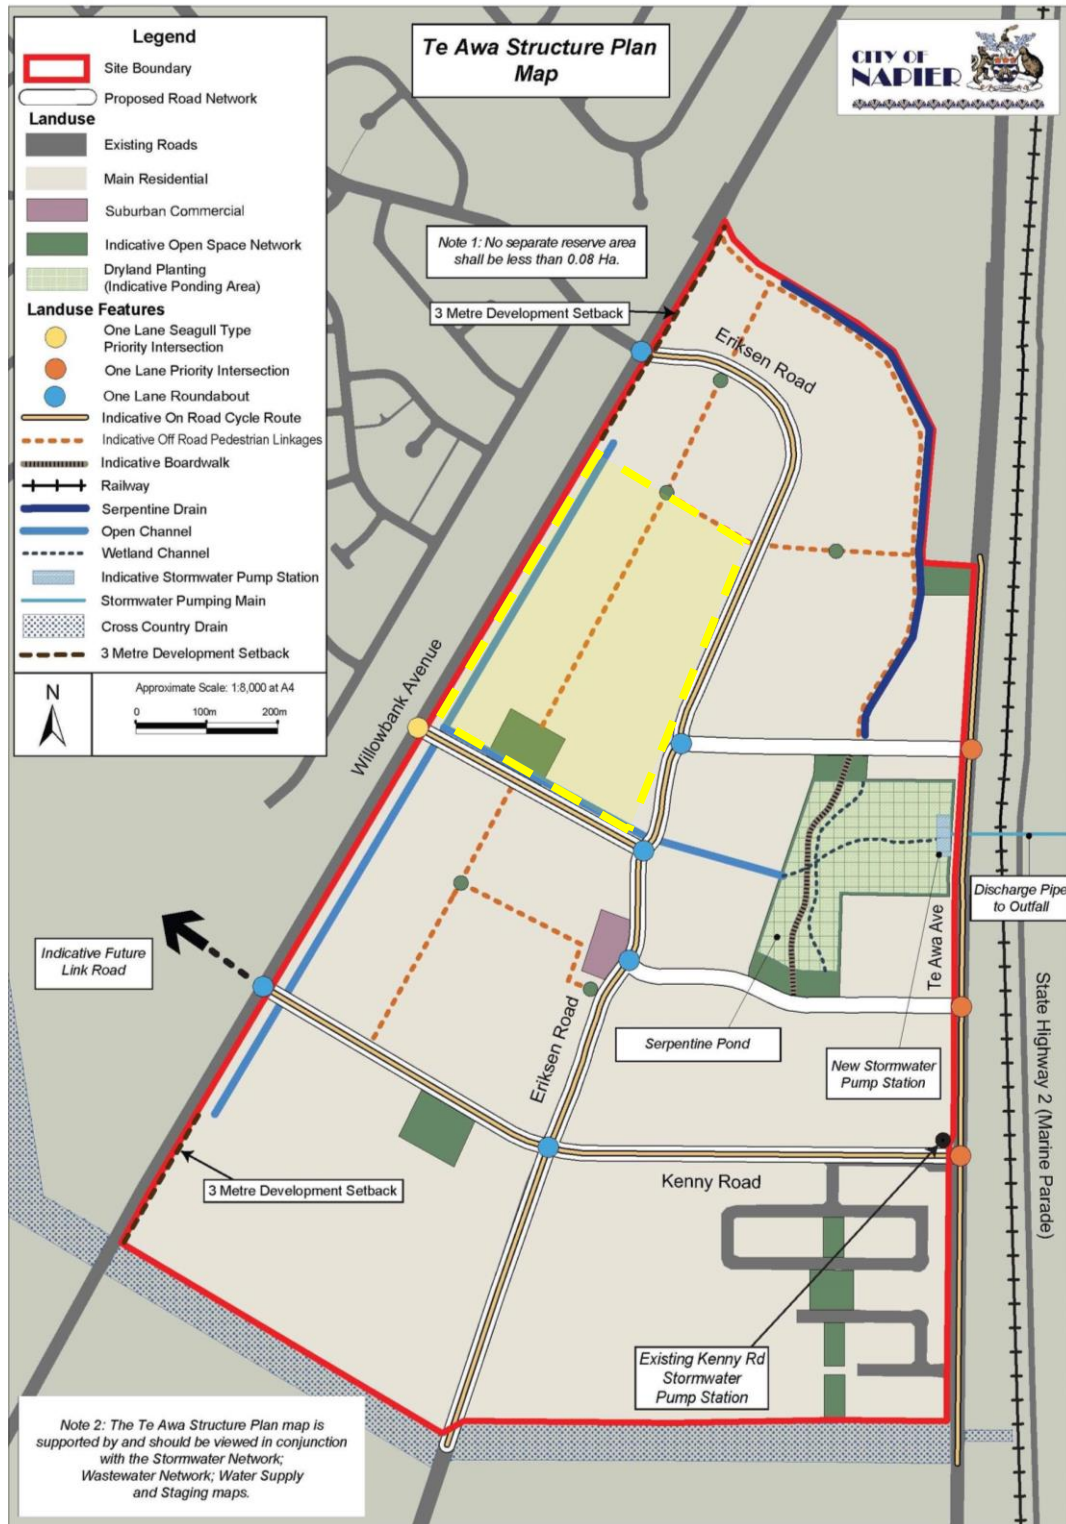 Legend
Site Boundary
Proposed Road Network
Landuse
Existing Roads
Main Residential
Suburban Commercial
Indicative Open Space Network
Dryland Planting
(Indicative Ponding Area)
Landuse Features
One Lane Seagull Type
Priority Intersection
One Lane Priority Intersection
One Lane Roundabout
Indicative On Road Cycle Route
Indicative Off Road Pedestrian Linkages
Indicative Boardwalk
Railway
Serpentine Drain
Open Channel
Wetland Channel
Indicative Stormwater Pump Station
Stormwater Pumping Main
Cross Country Drain
3 Metre Development Setback
N
Approximate Scale: 1:8,000 at A4
0 100m 200m
Te Awa Structure Plan
Map
CITY OF
NAPIER
Note 1: No separate reserve area
shall be less than 0.08 Ha.
3 Metre Development Setback
Eriksen Road
Willowbank Avenue
Discharge Pipe
to Outfall
Te Awa Ave
State Highway 2 (Marine Parade)
Indicative Future
Link Road
Eriksen Road
Serpentine Pond
New Stormwater
Pump Station
3 Metre Development Setback
Kenny Road
Existing Kenny Rd
Stormwater
Pump Station
Note 2: The Te Awa Structure Plan map is
supported by and should be viewed in conjunction
with the Stormwater Network;
Wastewater Network; Water Supply
and Staging maps.